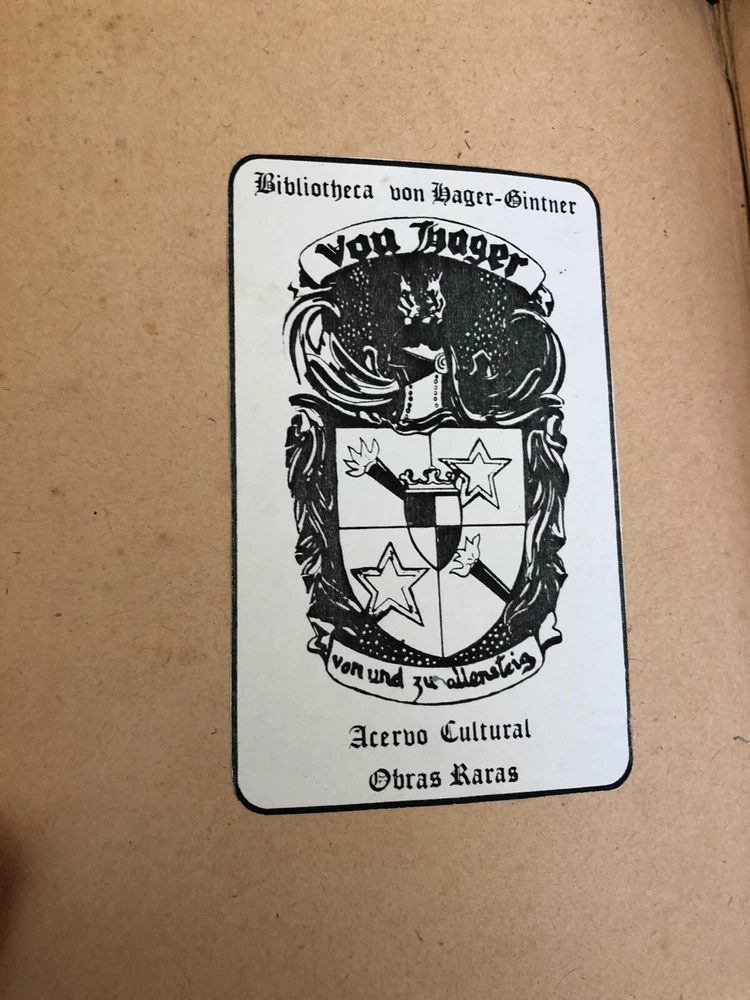 Bibliotheca von Hager-Gintner
von Hager
von und zu allensteig
Acervo Cultural
Obras Raras